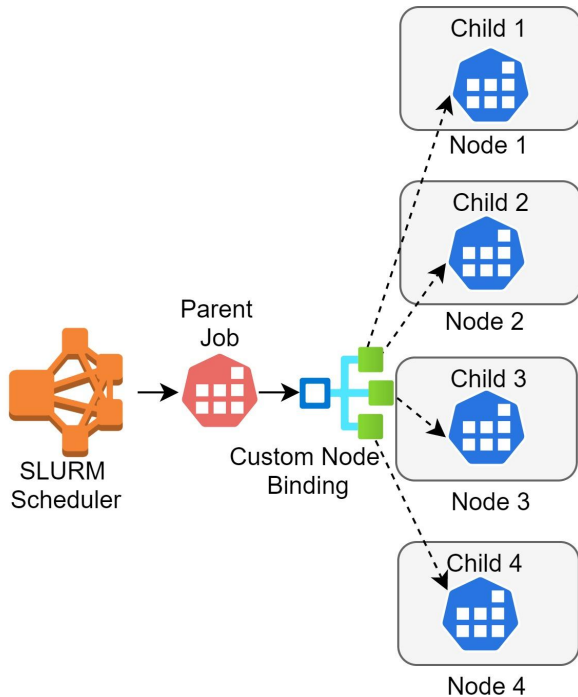 Child 1
Node 1
Child 2
Node 2
Parent
Job
Child 3
Node 3
Custom Node
Binding
SLURM
Scheduler
Child 4
Node 4